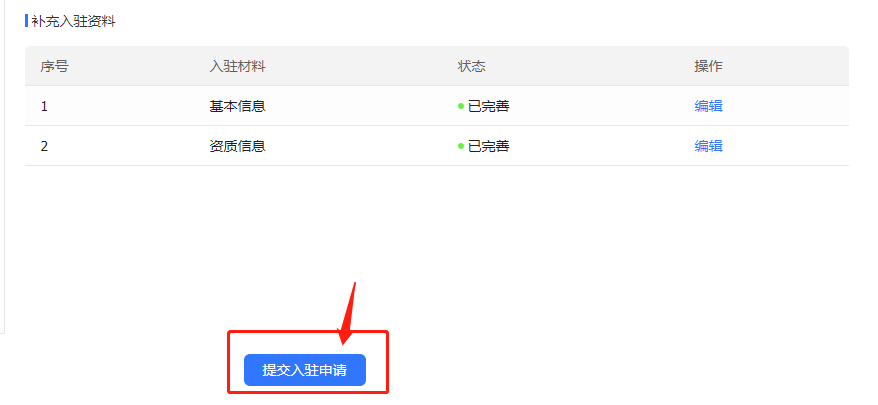 补充入驻资料
序号 入驻材料 状态 操作
1 基本信息 已完善 编辑
2 资质信息 已完善 编辑
提交入驻申请